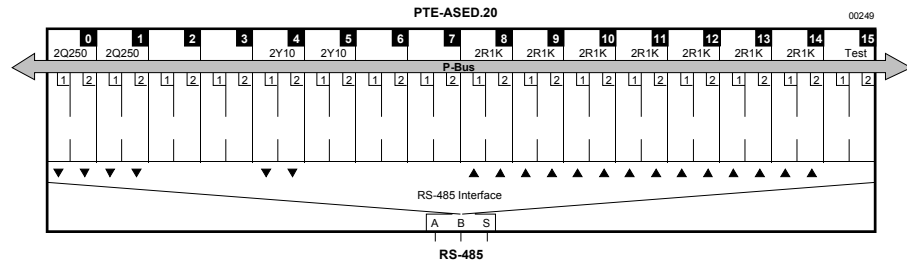 PTE-ASED.20
00249
0 1 2 3 4 5 6 7 8 9 10 11 12 13 14 15
2Q250 2Q250 2Y10 2Y10 2R1K 2R1K 2R1K 2R1K 2R1K 2R1K 2R1K Test
P-Bus
1 2 1 2 1 2 1 2 1 2 1 2 1 2 1 2 1 2 1 2 1 2 1 2 1 2 1 2 1 2 1 2
RS-485 Interface
A B S
RS-485